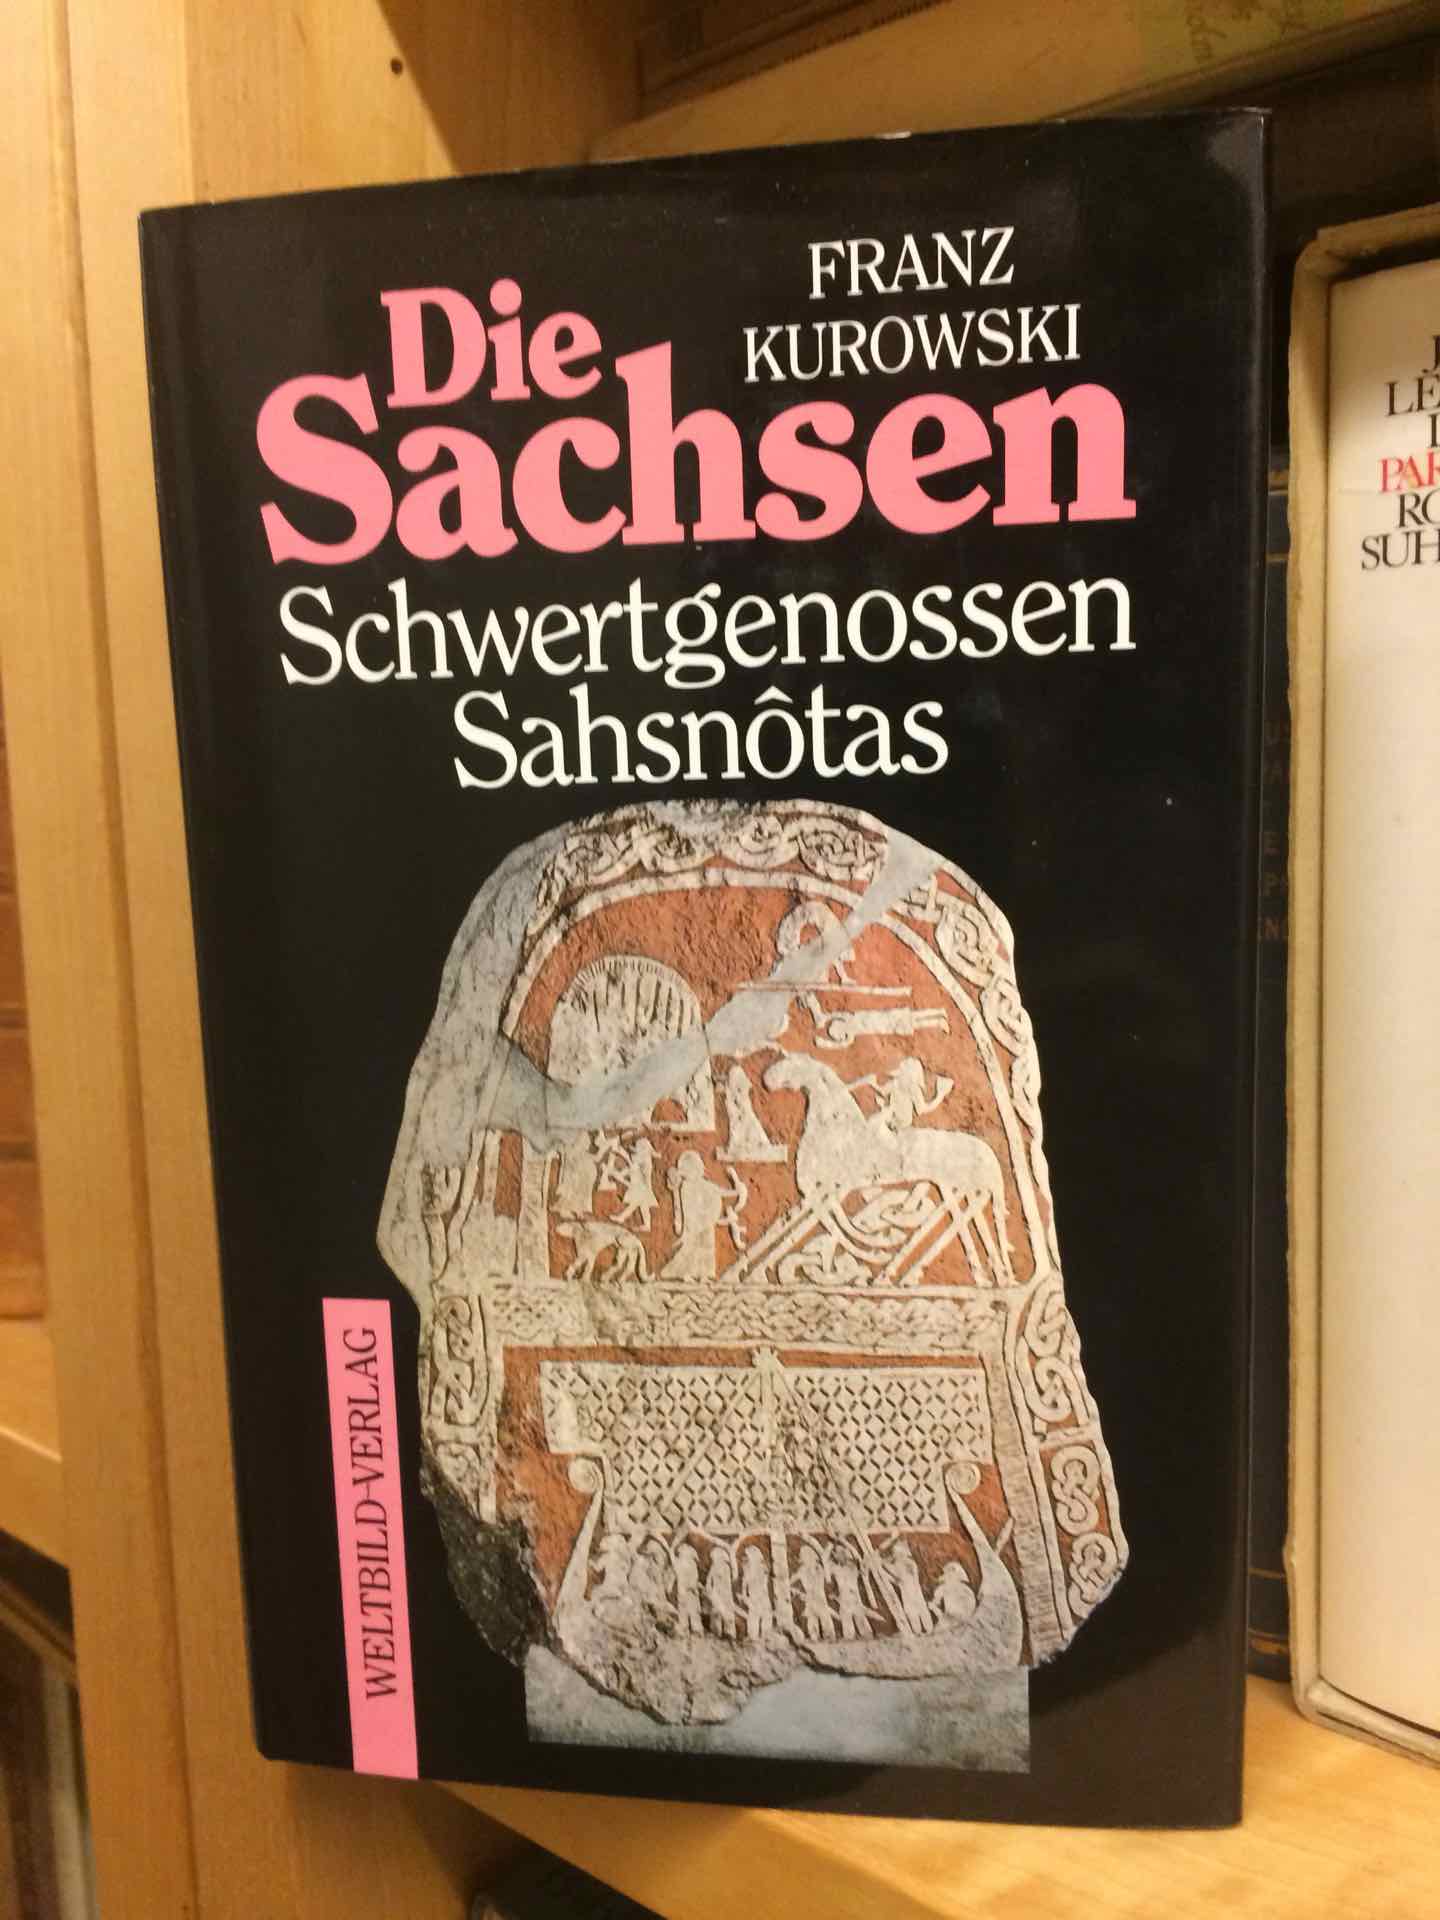 FRANZ
KUROWSKI
Die
Sachsen
Schwertgenossen
Sahsnôtas
WELTBILD-VERLAG